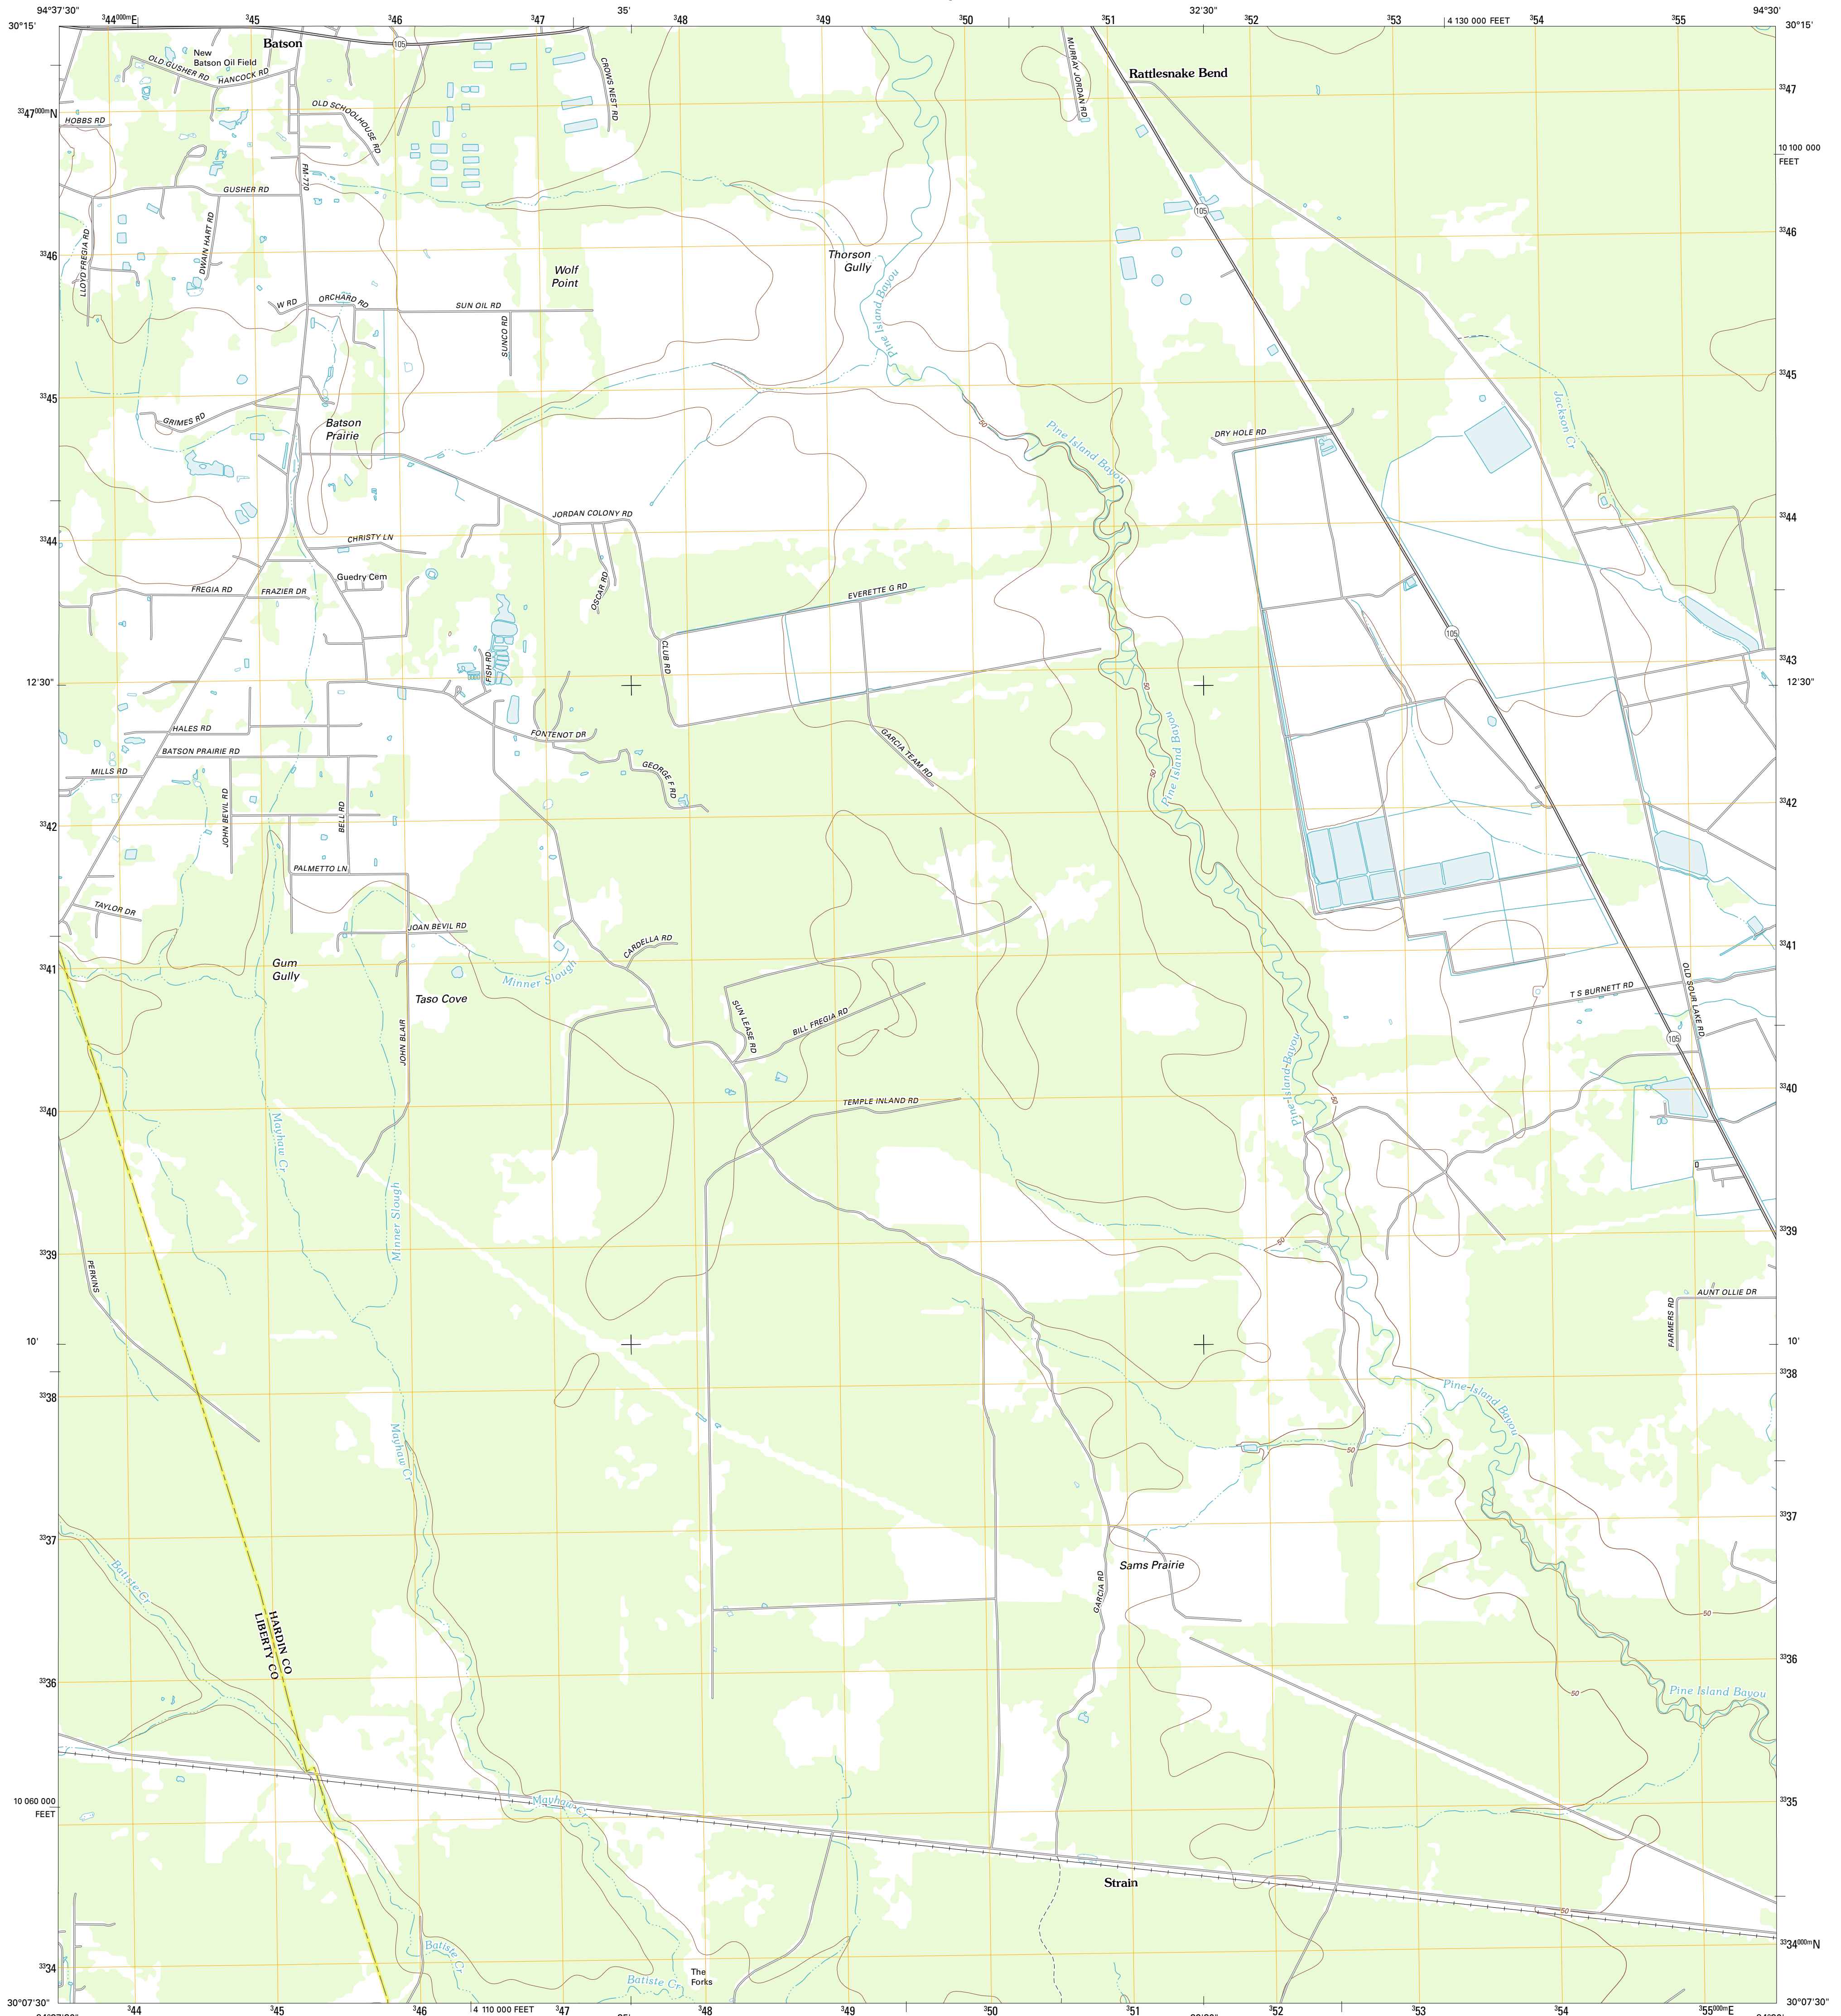 94°37'30" ³44⁰⁰⁰ᵐE ³45 ³46 ³47 35' ³48 ³49 ³50 ³51 32'30" ³52 ³53 4 130 000 FEET ³54 ³55 94°30'
30°15' 30°15'
Batson
105
New
Batson Oil Field
OLD GUSHER RD
HANCOCK RD
CROWS NEST RD
MURRAY JORDAN RD
Rattlesnake Bend
³³47⁰⁰⁰ᵐN
³³47
OLD SCHOOLHOUSE RD
HOBBS RD
10 100 000
FEET
FM-770
GUSHER RD
105
LLOYD FREGIA RD
DWAIN HART RD
³³46
³³46
Thorson
Gully
Wolf
Point
Pine Island Bayou
W RD
ORCHARD RD
SUN OIL RD
SUNCO RD
³³45
³³45
Jackson Cr
GRIMES RD
Batson
Prairie
50
Pine Island Bayou
DRY HOLE RD
JORDAN COLONY RD
³³44
³³44
CHRISTY LN
Guedry Cem
OSCAR RD
FREGIA RD
FRAZIER DR
EVERETTE G RD
105
CLUB RD
FISH RD
³³43
12'30"
12'30"
50
HALES RD
FONTENOT DR
BATSON PRAIRIE RD
GARCIA TEAM RD
Pine Island Bayou
MILLS RD
GEORGE F RD
50
JOHN BEVIL RD
BELL RD
³³42
³³42
PALMETTO LN
TAYLOR DR
JOAN BEVIL RD
CARDELLA RD
³³41
³³41
Gum
Gully
Minner Slough
Taso Cove
OLD SOUR LAKE RD
T S BURNETT RD
SUN LEASE RD
BILL FREGIA RD
JOHN BLAIR
105
Pine Island Bayou
³³40
³³40
TEMPLE INLAND RD
50
Mayhaw Cr
D
Minner Slough
³³39
³³39
50
PERKINS
AUNT OLLIE DR
FARMERS RD
10'
10'
³³38
³³38
Pine Island Bayou
Mayhaw Cr
50
³³37
³³37
Batiste Cr
Sams Prairie
GARCIA RD
50
HARDIN CO
LIBERTY CO
³³36
³³36
50
Pine Island Bayou
10 060 000
FEET
Mayhaw Cr
³³35
Strain
50
Batiste Cr
³³34
³³34⁰⁰⁰ᵐN
The
Forks
Batiste Cr
30°07'30" 30°07'30"
³44 ³45 ³46 4 110 000 FEET ³47 ³48 ³49 ³50 ³51 ³52 ³53 ³54 ³55⁰⁰⁰ᵐE